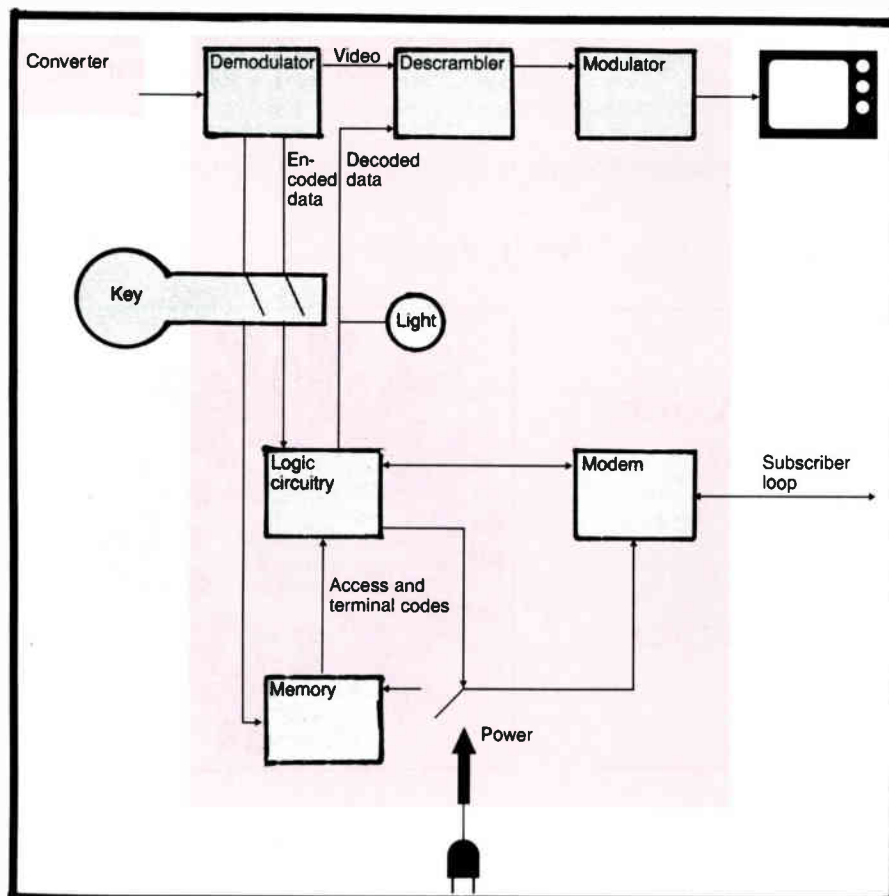 Converter
Demodulator
Video
Descrambler
Modulator
En-
coded
data
Decoded
data
Key
Light
Logic
circuitry
Modem
Subscriber
loop
Access and
terminal codes
Memory
Power